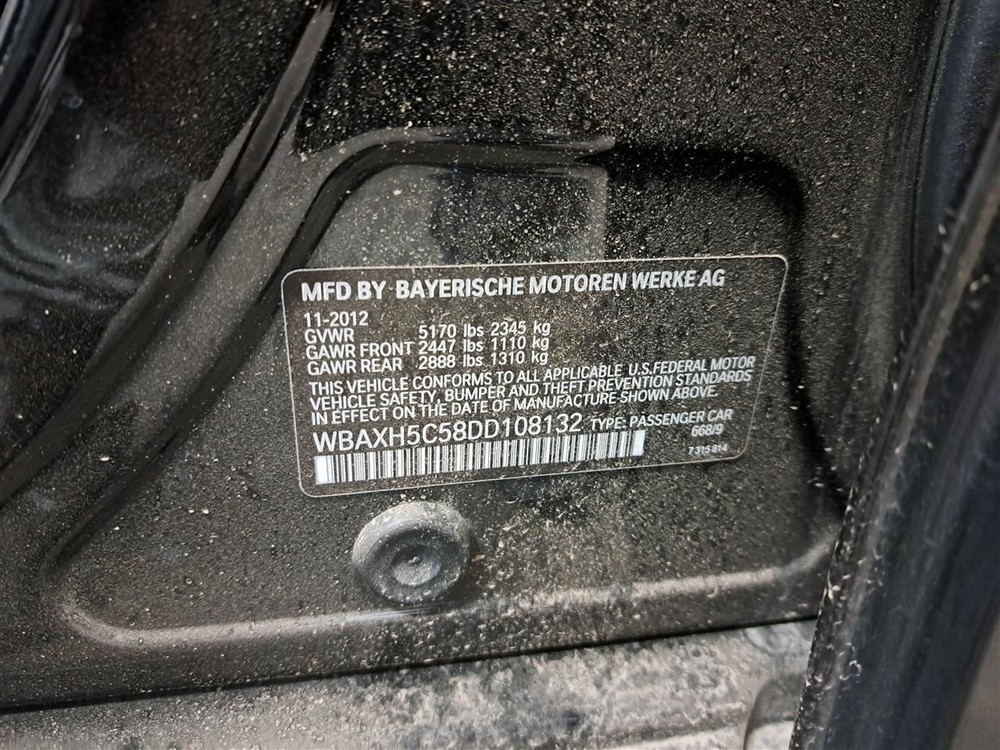 MFD BY BAYERISCHE MOTOREN WERKE AG
11-2012
GVWR 5170 lbs 2345 kg
GAWR FRONT 2447 lbs 1110 kg
GAWR REAR 2888 lbs 1310 kg
THIS VEHICLE CONFORMS TO ALL APPLICABLE U.S.FEDERAL MOTOR
VEHICLE SAFETY, BUMPER AND THEFT PREVENTION STANDARDS
IN EFFECT ON THE DATE OF MANUFACTURE SHOWN ABOVE.
WBAXH5C58DD108132 TYPE: PASSENGER CAR
668/9
7 315 814